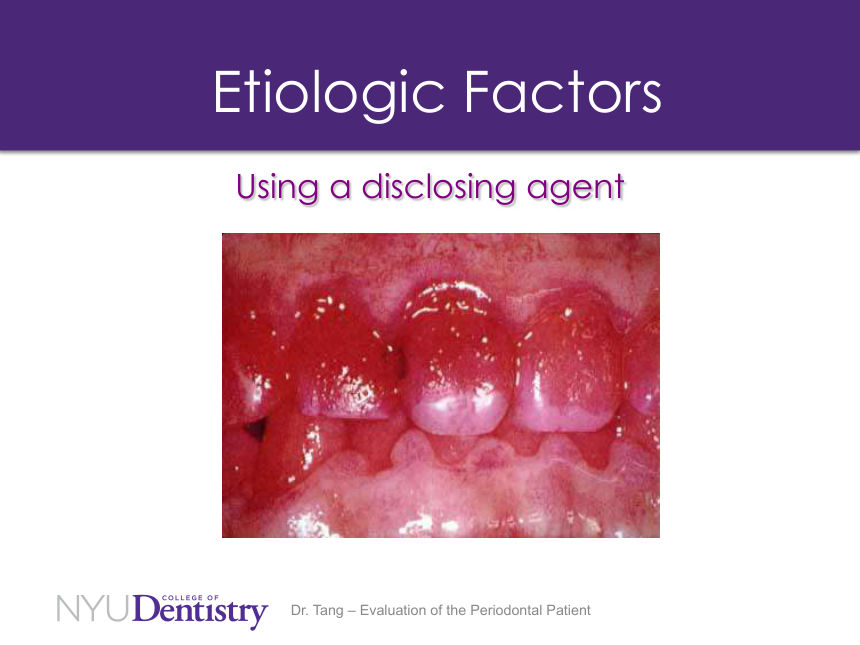 Etiologic Factors
Using a disclosing agent
NYU COLLEGE OF Dentistry
Dr. Tang – Evaluation of the Periodontal Patient